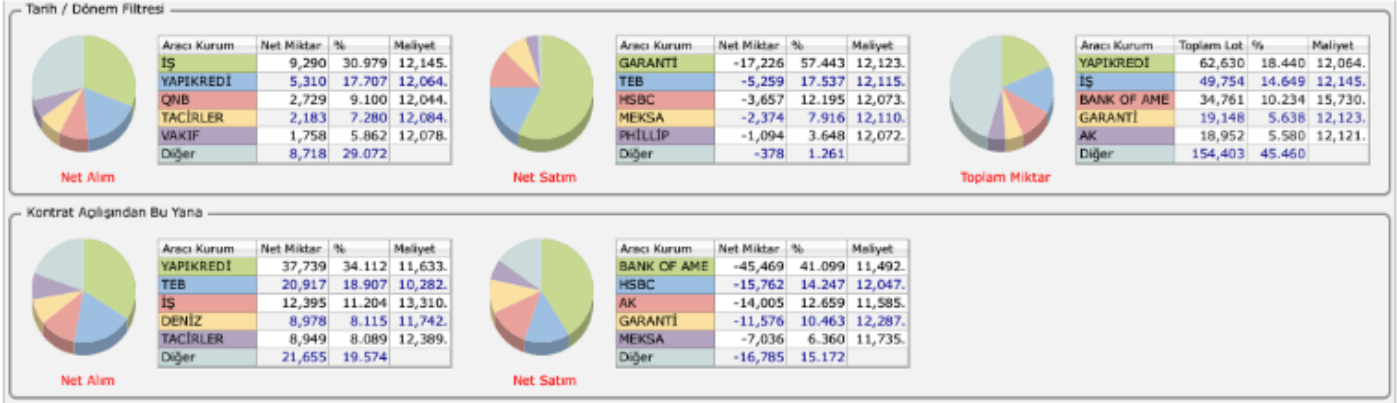 Tarih / Dönem Filtresi
Aracı Kurum Net Miktar % Maliyet
İŞ 9,290 30.979 12,145.
YAPIKREDİ 5,310 17.707 12,064.
QNB 2,729 9.100 12,044.
TACİRLER 2,183 7.280 12,084.
VAKIF 1,758 5.862 12,078.
Diğer 8,718 29.072
Net Alım
Aracı Kurum Net Miktar % Maliyet
GARANTİ -17,226 57.443 12,123.
TEB -5,259 17.537 12,115.
HSBC -3,657 12.195 12,073.
MEKSA -2,374 7.916 12,110.
PHİLLİP -1,094 3.648 12,072.
Diğer -378 1.261
Net Satım
Aracı Kurum Toplam Lot % Maliyet
YAPIKREDİ 62,630 18.440 12,064.
İŞ 49,754 14.649 12,145.
BANK OF AME 34,761 10.234 15,730.
GARANTİ 19,148 5.638 12,123.
AK 18,952 5.580 12,121.
Diğer 154,403 45.460
Toplam Miktar
Kontrat Açılışından Bu Yana
Aracı Kurum Net Miktar % Maliyet
YAPIKREDİ 37,739 34.112 11,633.
TEB 20,917 18.907 10,282.
İŞ 12,395 11.204 13,310.
DENİZ 8,978 8.115 11,742.
TACİRLER 8,949 8.089 12,389.
Diğer 21,655 19.574
Net Alım
Aracı Kurum Net Miktar % Maliyet
BANK OF AME -45,469 41.099 11,492.
HSBC -15,762 14.247 12,047.
AK -14,005 12.659 11,585.
GARANTİ -11,576 10.463 12,287.
MEKSA -7,036 6.360 11,735.
Diğer -16,785 15.172
Net Satım